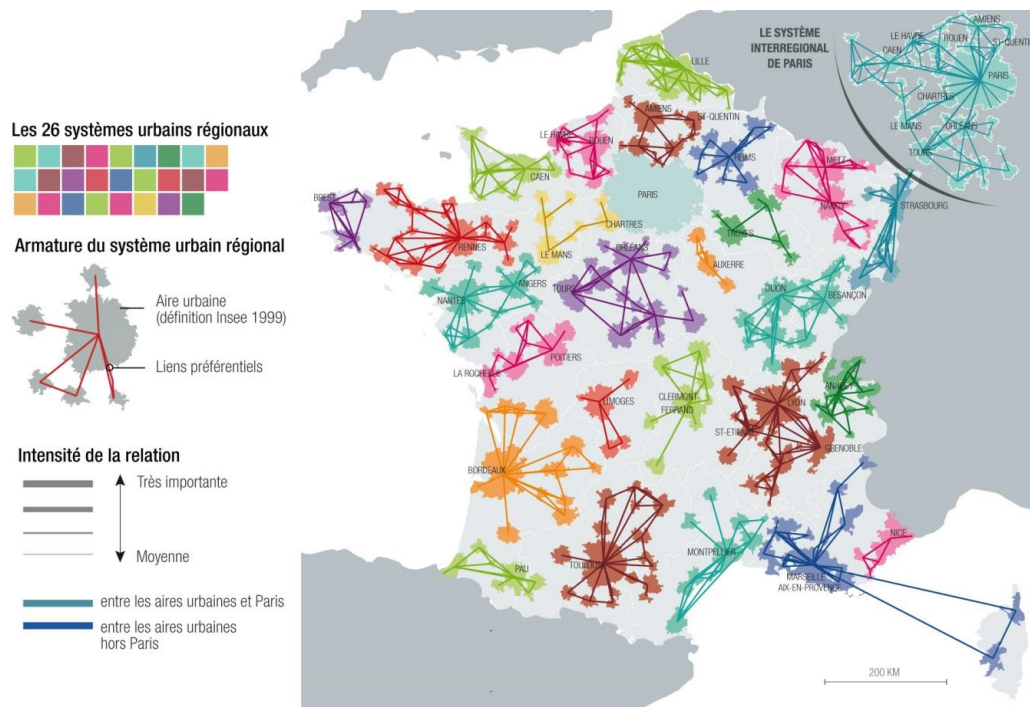 Les 26 systèmes urbains régionaux
Armature du système urbain régional
Aire urbaine
(définition Insee 1999)
Liens préférentiels
Intensité de la relation
Très importante
Moyenne
entre les aires urbaines et Paris
entre les aires urbaines
hors Paris
LE SYSTÈME
INTERREGIONAL
DE PARIS
AMIENS
LE HAVRE
ROUEN
ST-QUENTIN
CAEN
PARIS
CHARTRES
LE MANS
ORLÉANS
TOURS
LILLE
AMIENS
ST-QUENTIN
LE HAVRE
ROUEN
REIMS
METZ
CAEN
PARIS
NANCY
STRASBOURG
BREST
CHARTRES
TROYES
RENNES
LE MANS
ORLÉANS
AUXERRE
ANGERS
TOURS
DIJON
BESANÇON
NANTES
POITIERS
LA ROCHELLE
ANNECY
LIMOGES
CLERMONT
FERRAND
LYON
ST-ETIENNE
GRENOBLE
BORDEAUX
NICE
MONTPELLIER
PAU
TOULOUSE
MARSEILLE
AIX-EN-PROVENCE
200 KM